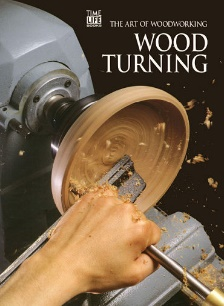 TIME
LIFE
BOOKS
THE ART OF WOODWORKING
WOOD
TURNING